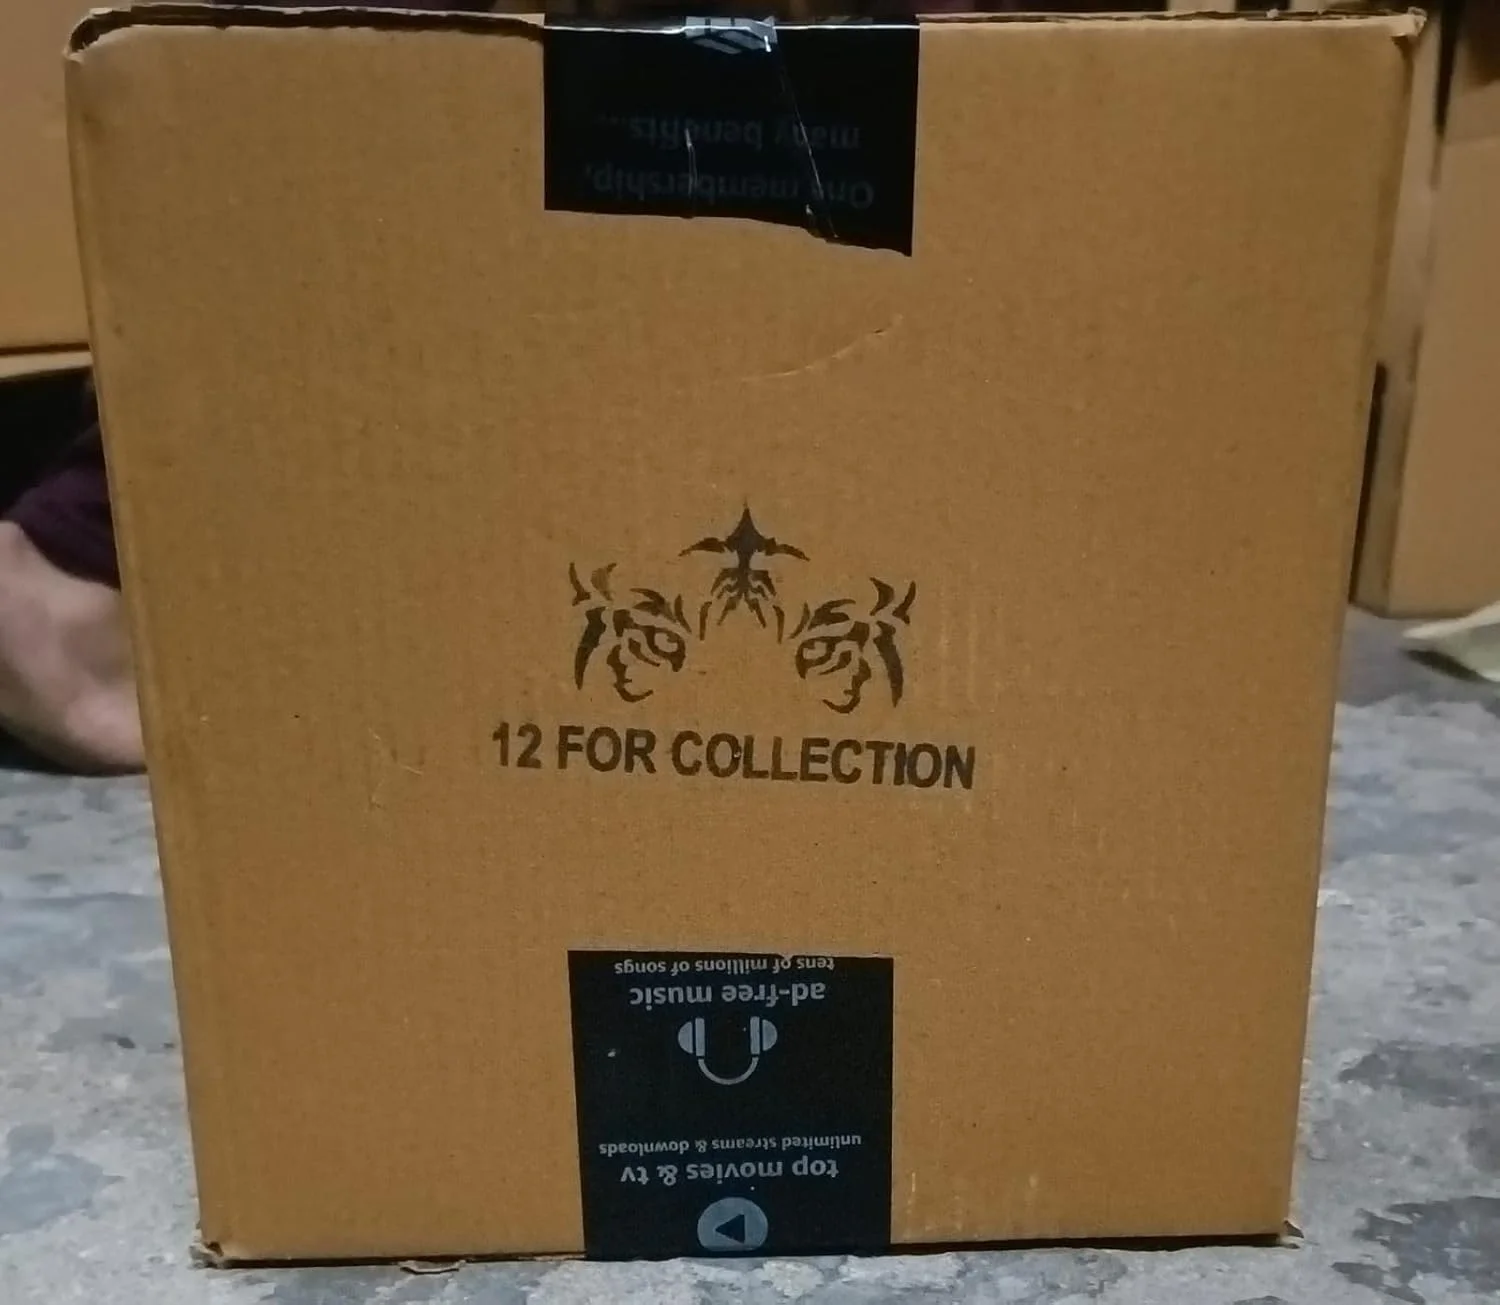 One membership,
many benefits...
12 FOR COLLECTION
tens of millions of songs
ad-free music
unlimited streams & downloads
top movies & tv